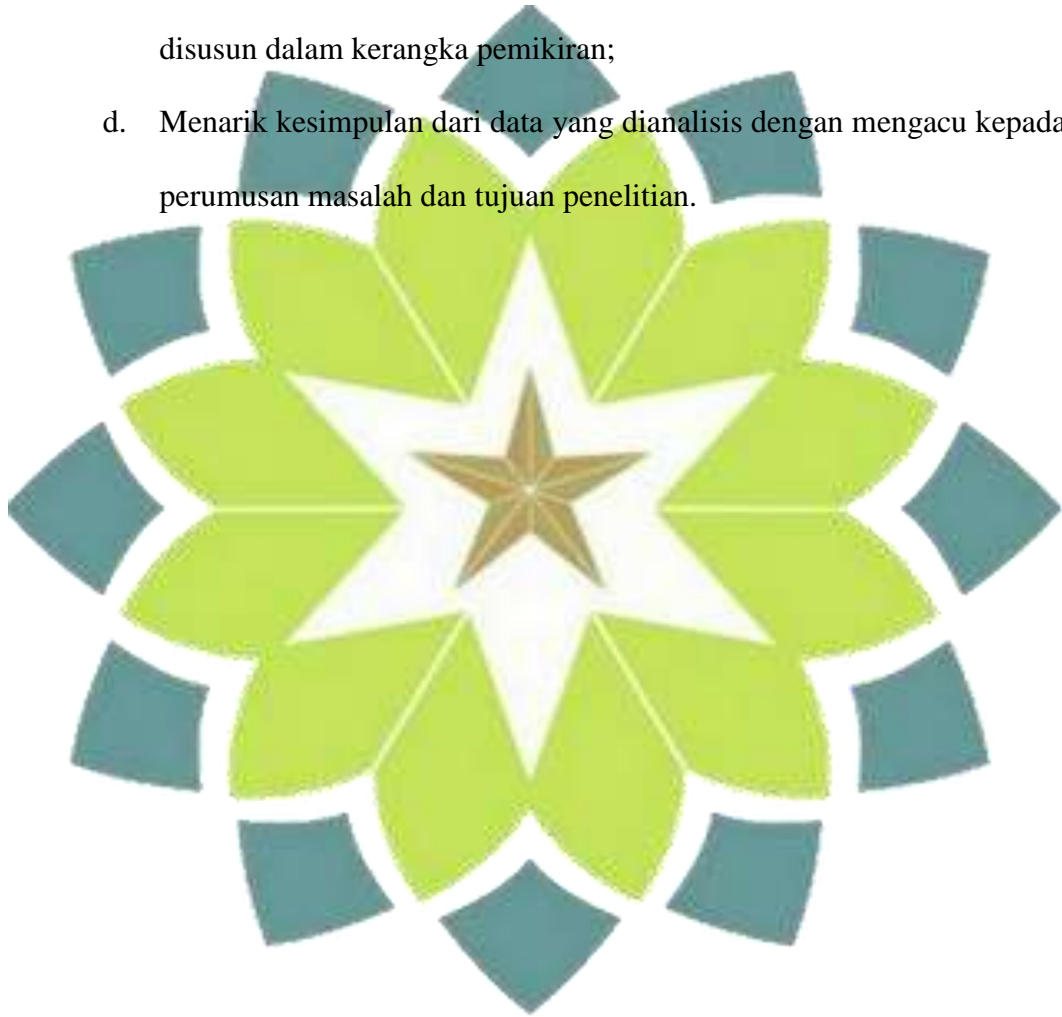 disusun dalam kerangka pemikiran;
d. Menarik kesimpulan dari data yang dianalisis dengan mengacu kepada
perumusan masalah dan tujuan penelitian.